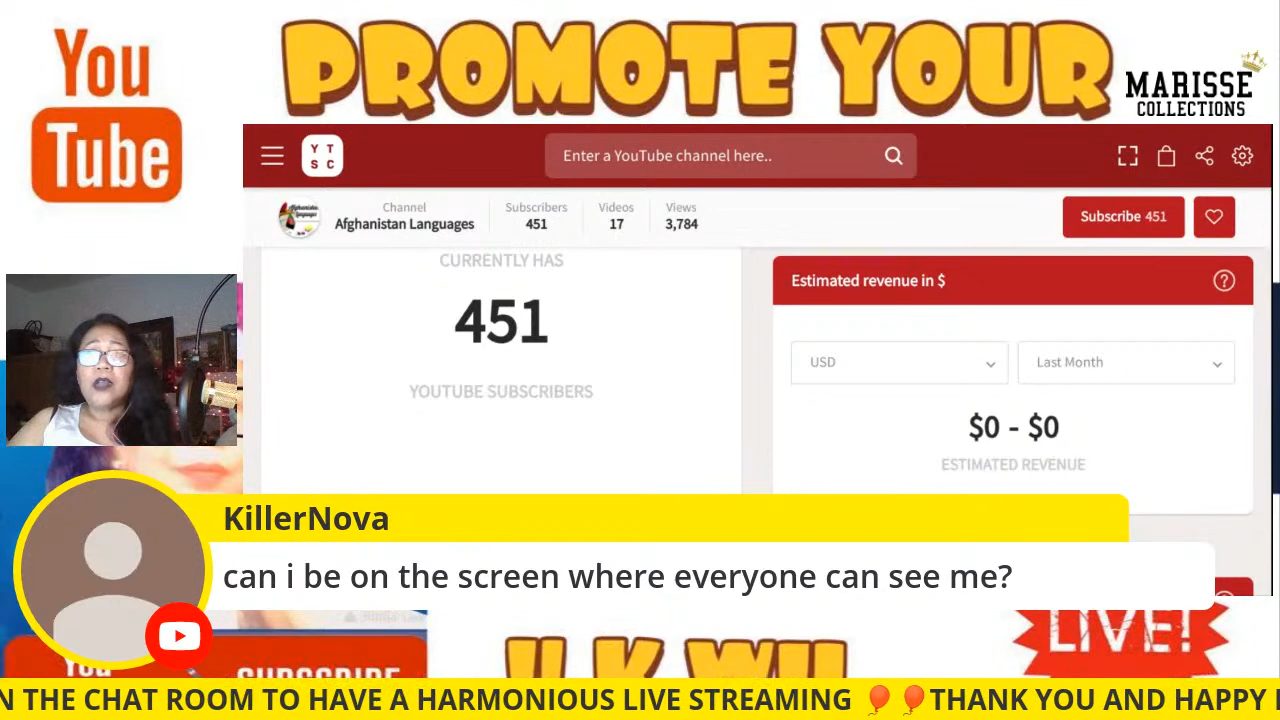 You
Tube
PROMOTE YOUR
MARISSE
COLLECTIONS
Y T
S C
Enter a YouTube channel here..
Channel
Afghanistan Languages
Subscribers
451
Videos
17
Views
3,784
Subscribe 451
CURRENTLY HAS
451
YOUTUBE SUBSCRIBERS
Estimated revenue in $
USD
Last Month
$0 - $0
ESTIMATED REVENUE
KillerNova
can i be on the screen where everyone can see me?
You
SUBSCRIBE
LIVE!
N THE CHAT ROOM TO HAVE A HARMONIOUS LIVE STREAMING 🎈🎈THANK YOU AND HAPPY